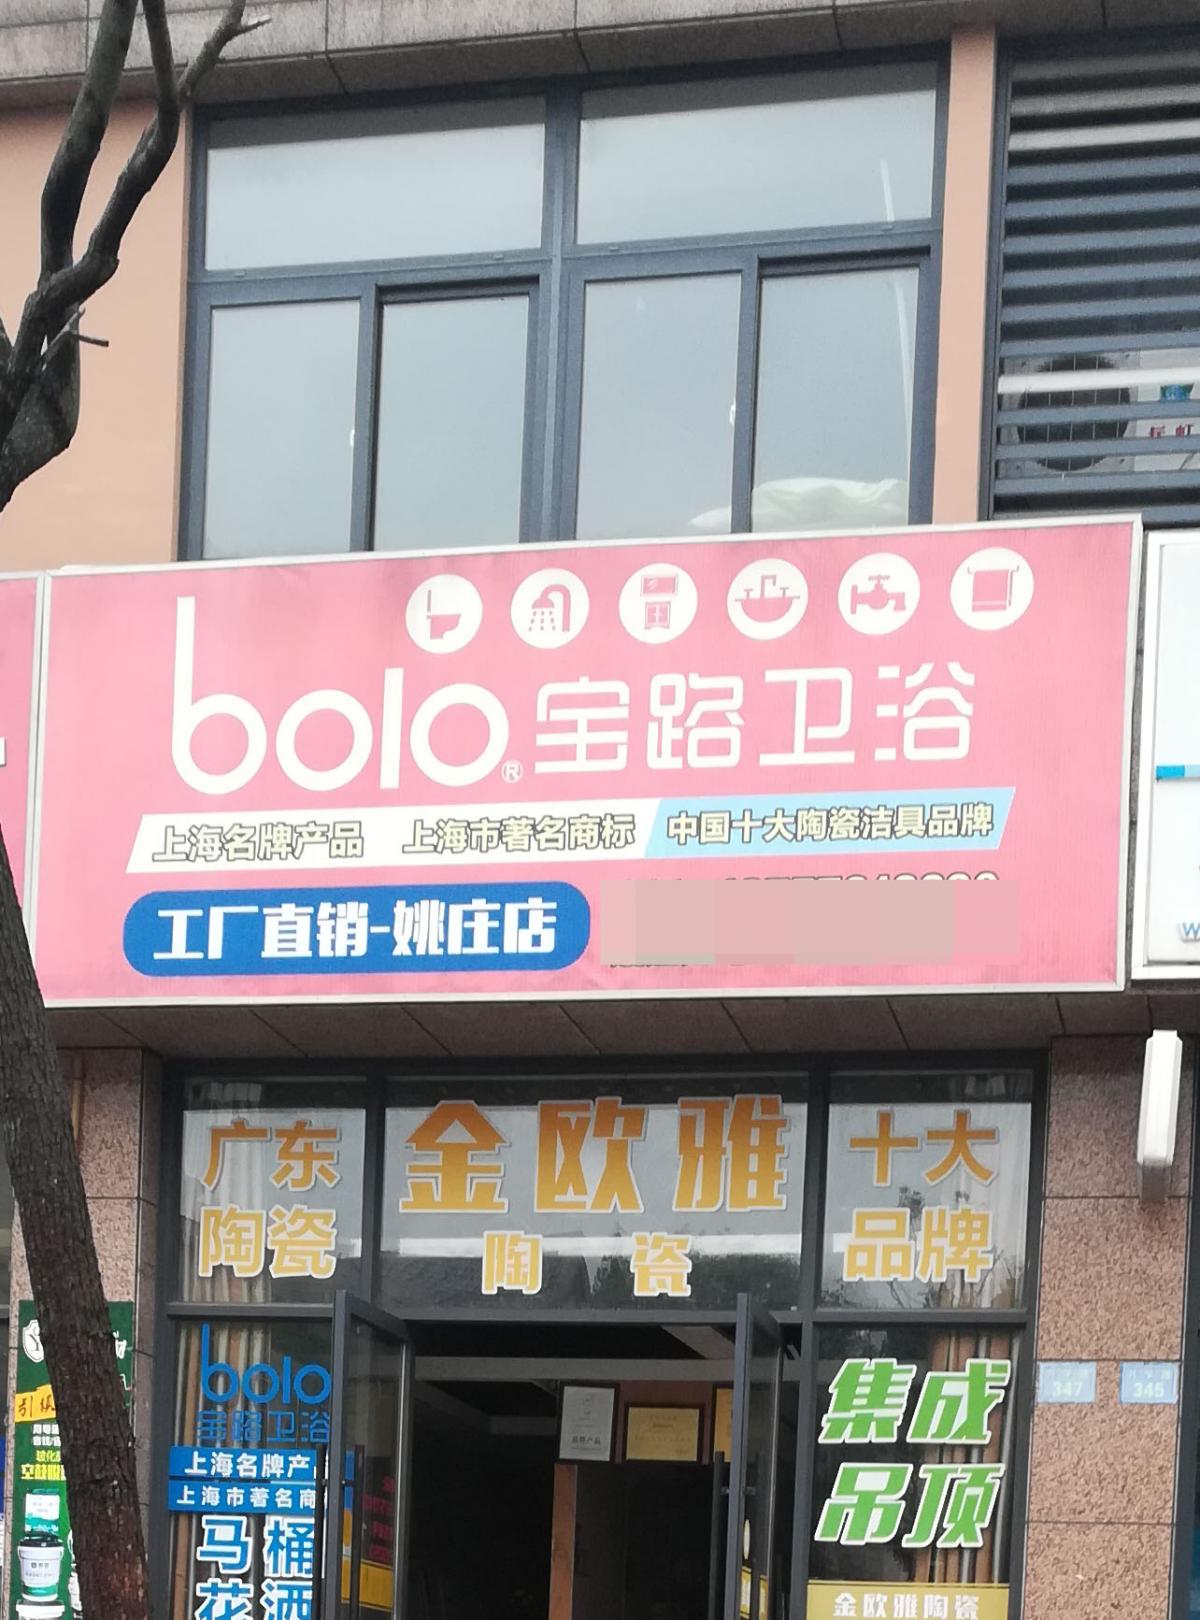 bolo® 宝路卫浴
上海名牌产品 上海市著名商标 中国十大陶瓷洁具品牌
工厂直销-姚庄店
广东
陶瓷
金欧雅
陶 瓷
十大
品牌
bolo
宝路卫浴
上海名牌产
上海市著名商
马桶
花洒
集成
吊顶
金欧雅陶瓷
347
345